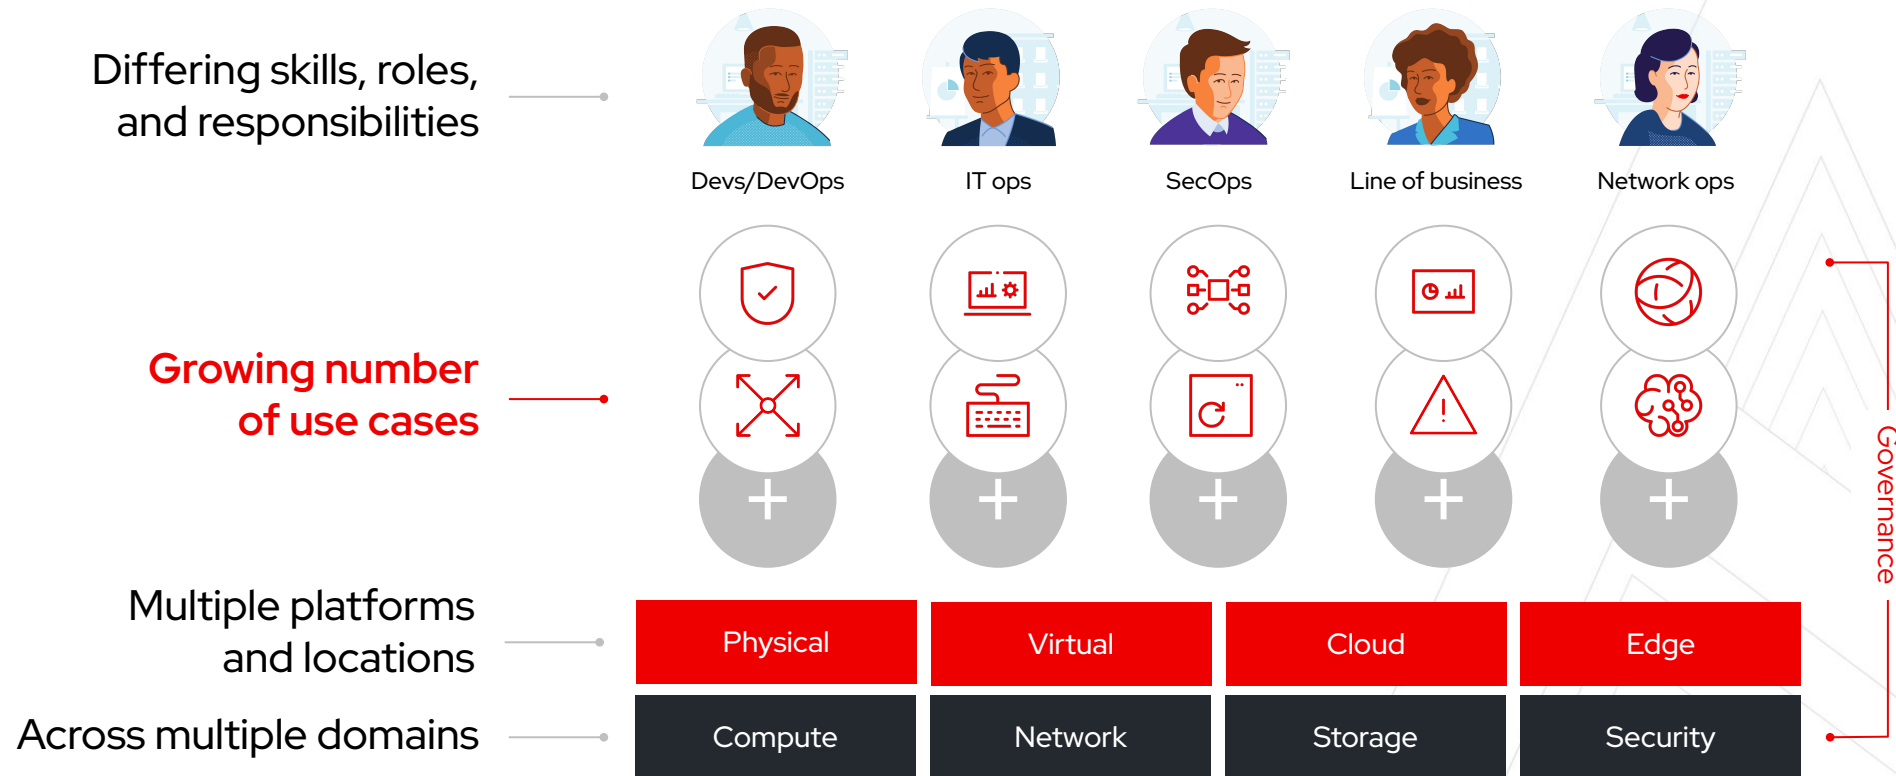 Differing skills, roles,
and responsibilities
Devs/DevOps
IT ops
SecOps
Line of business
Network ops
Growing number
of use cases
Governance
Multiple platforms
and locations
Physical
Virtual
Cloud
Edge
Across multiple domains
Compute
Network
Storage
Security